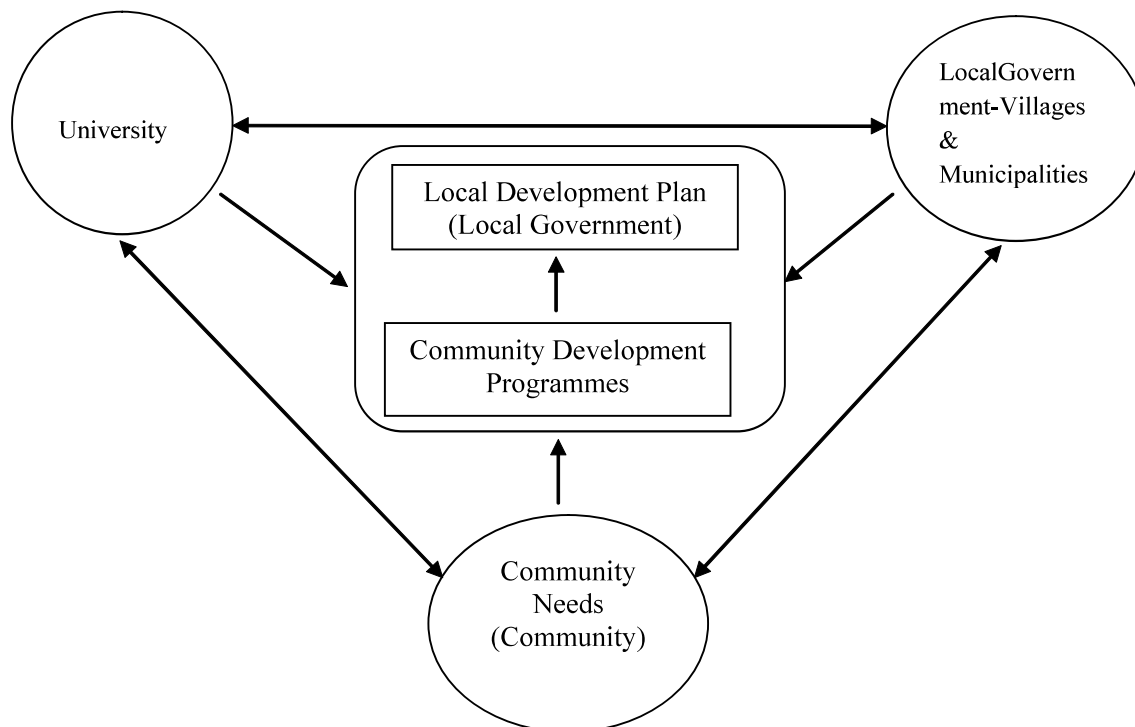 University
LocalGovern
ment-Villages
&
Municipalities
Local Development Plan
(Local Government)
Community Development
Programmes
Community
Needs
(Community)